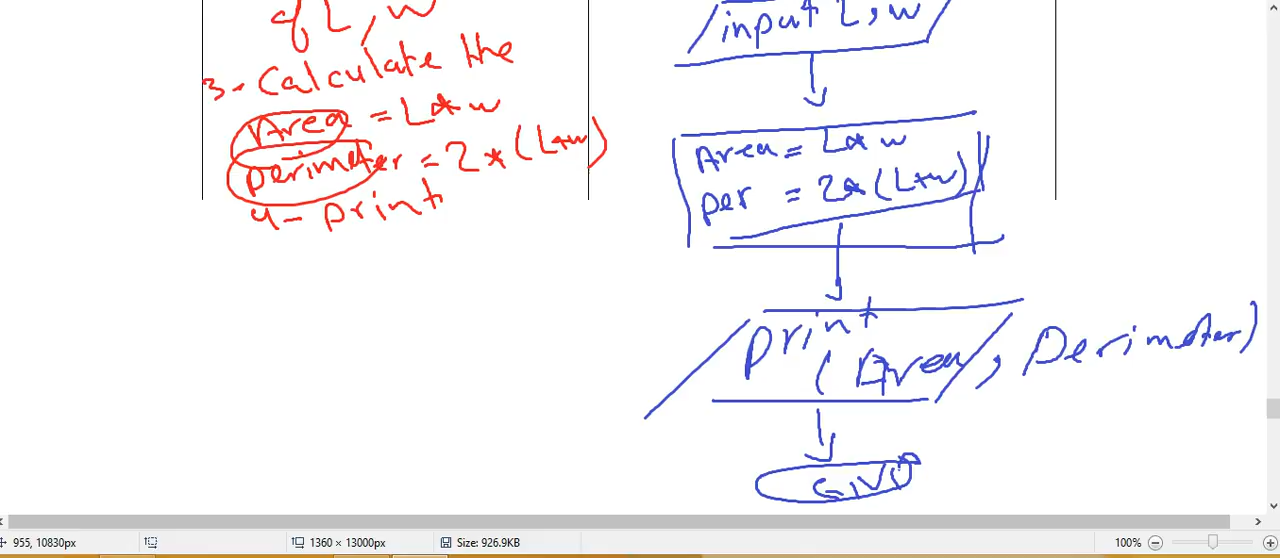 of L, w
3- Calculate the
Area = L * w
perimeter = 2 * (L+w)
4- print
input L, w
Area = L * w
per = 2 * (L+w)
print
(Area, Perimeter)
END
955, 10830px
1360 × 13000px
Size: 926.9KB
100%